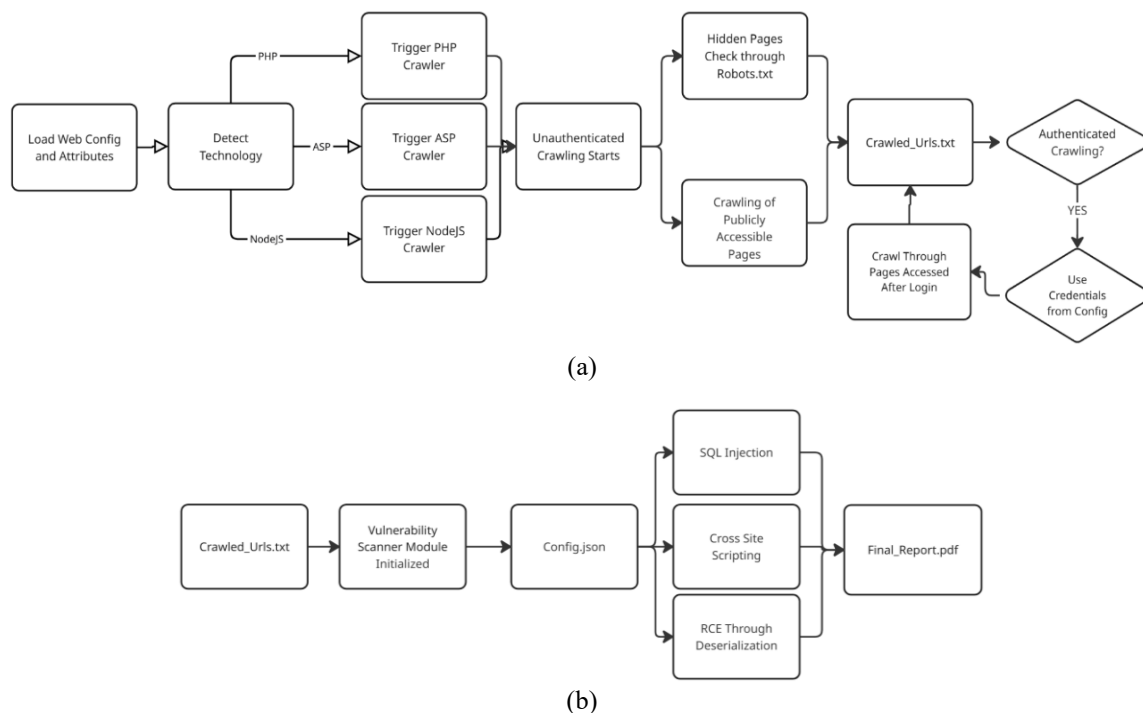 Load Web Config
and Attributes
Detect
Technology
PHP
ASP
NodeJS
Trigger PHP
Crawler
Trigger ASP
Crawler
Trigger NodeJS
Crawler
Unauthenticated
Crawling Starts
Hidden Pages
Check through
Robots.txt
Crawling of
Publicly
Accessible
Pages
Crawled_Urls.txt
Authenticated
Crawling?
YES
Use
Credentials
from Config
Crawl Through
Pages Accessed
After Login
(a)
Crawled_Urls.txt
Vulnerability
Scanner Module
Initialized
Config.json
SQL Injection
Cross Site
Scripting
RCE Through
Deserialization
Final_Report.pdf
(b)